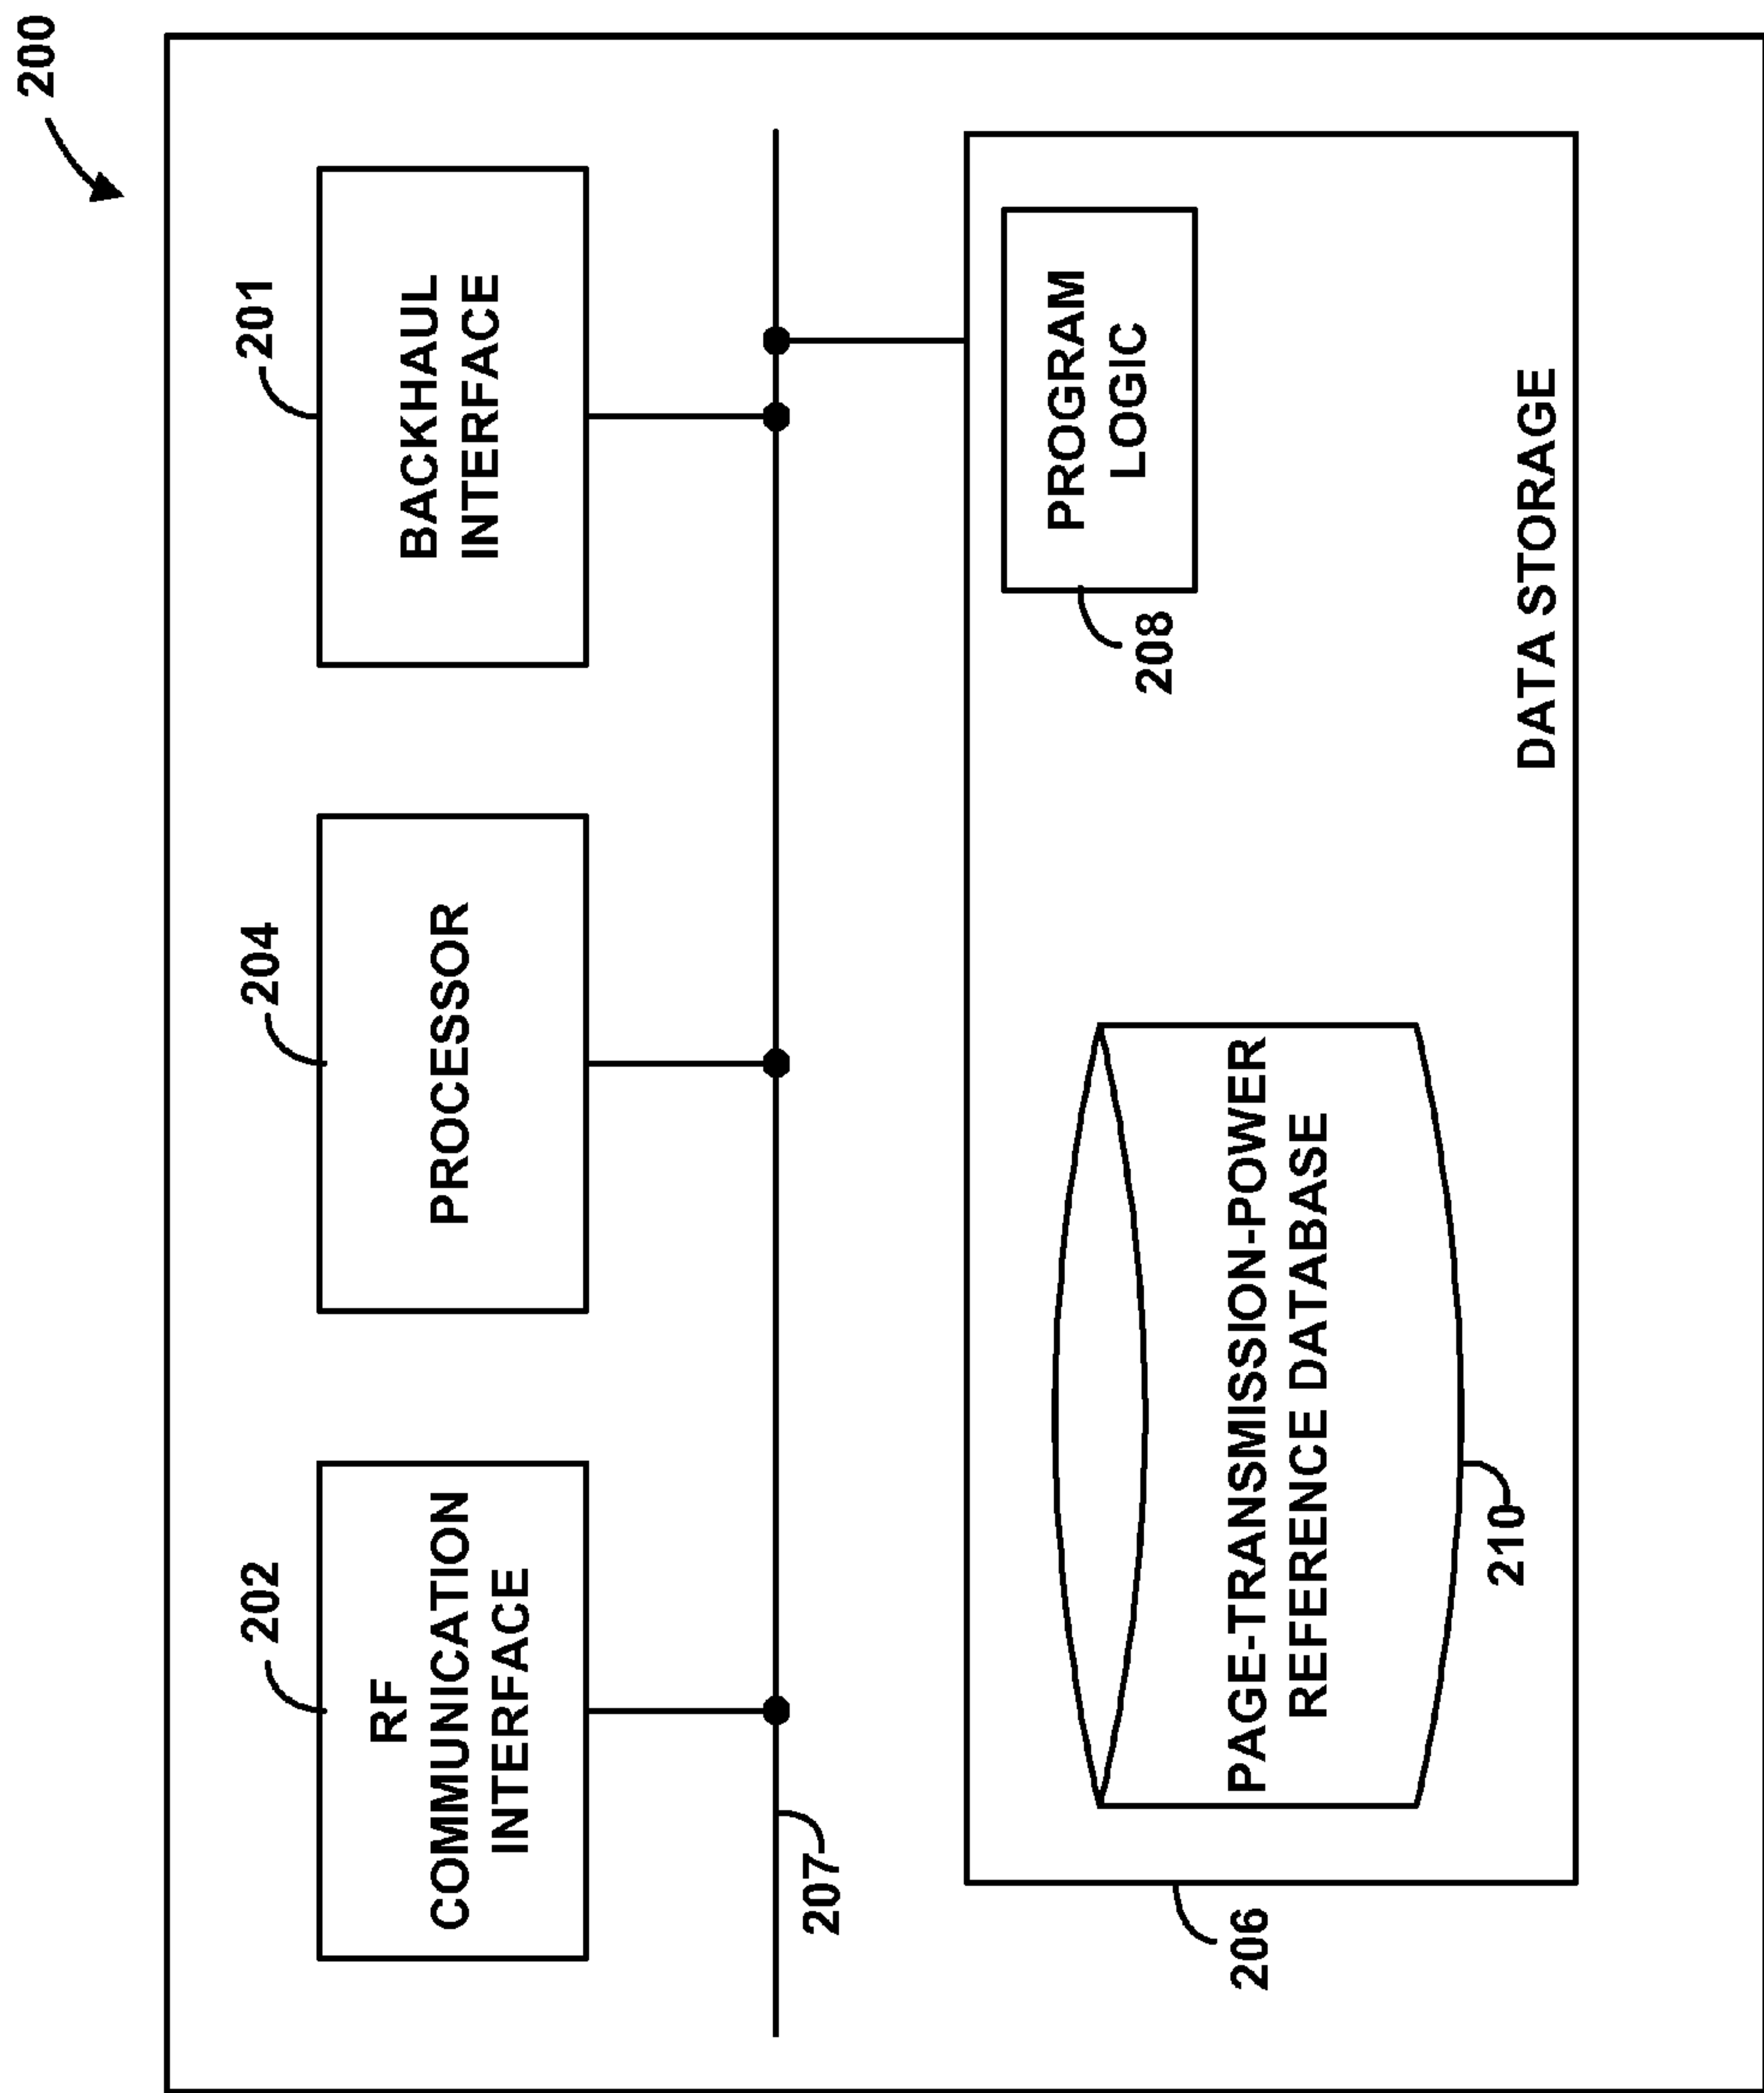 200
202
204
201
RF
COMMUNICATION
INTERFACE
PROCESSOR
BACKHAUL
INTERFACE
207
206
PAGE-TRANSMISSION-POWER
REFERENCE DATABASE
210
208
PROGRAM
LOGIC
DATA STORAGE